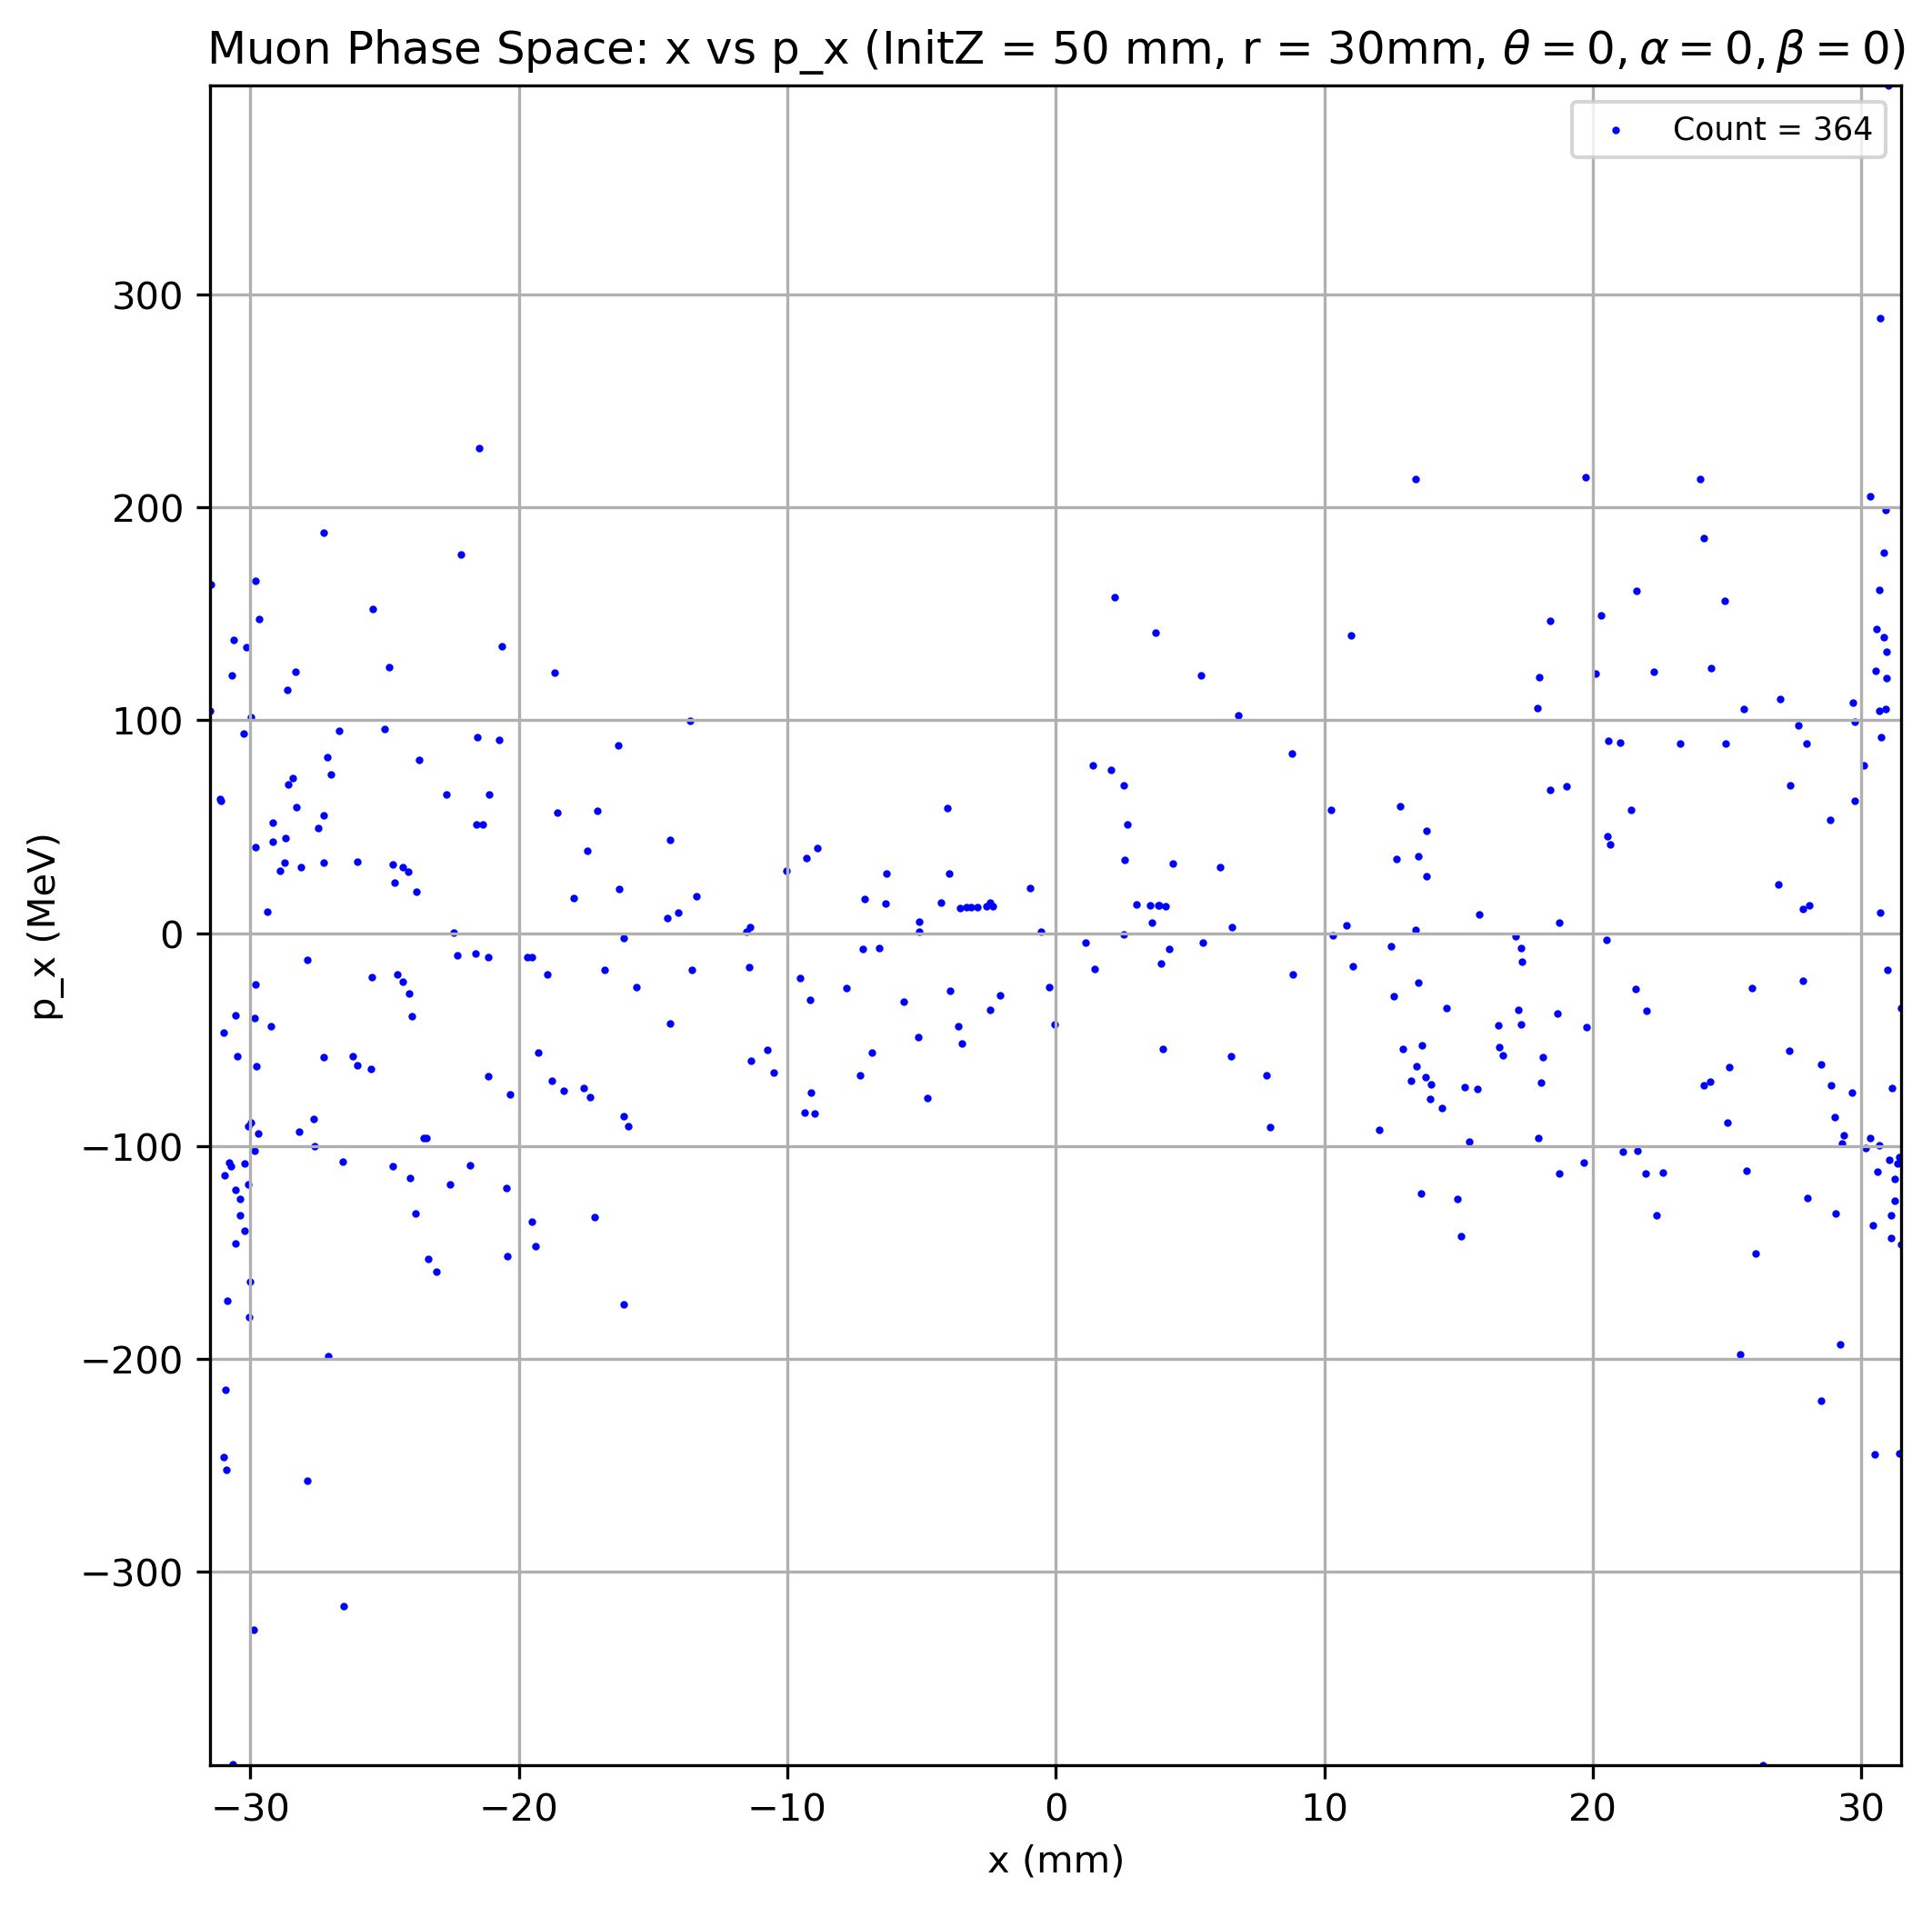 Muon Phase Space: x vs p_x (InitZ = 50 mm, r = 30mm, θ = 0, α = 0, β = 0)
Count = 364
300
200
100
0
−100
−200
−300
p_x (MeV)
−30 −20 −10 0 10 20 30
x (mm)